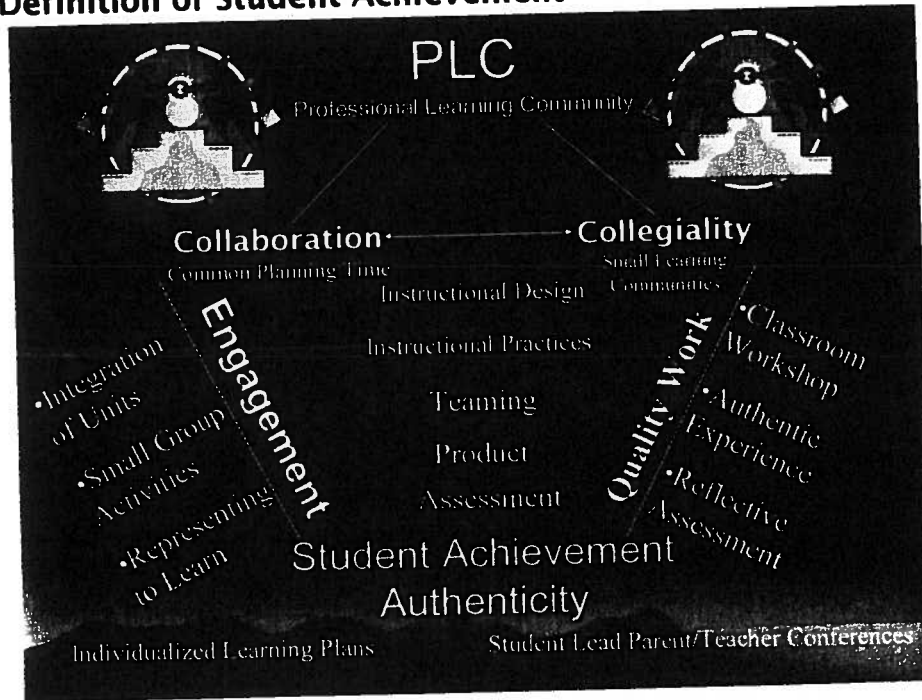 Definition of Student Achievement
PLC
Professional Learning Community
Collaboration
Collegiality
Common Planning Time
Small Learning
Communities
Instructional Design
Instructional Practices
Teaming
Product
Assessment
Engagement
Quality Work
•Integration
of Units
•Small Group
Activities
•Representing
to Learn
•Classroom
Workshop
•Authentic
Experience
•Reflective
Assessment
Student Achievement
Authenticity
Individualized Learning Plans
Student Lead Parent/Teacher Conferences